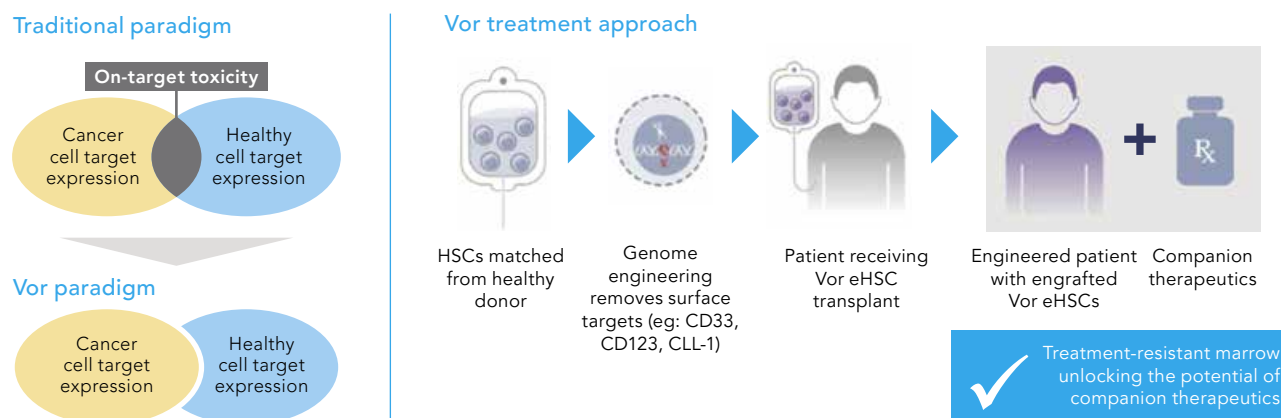 Traditional paradigm
On-target toxicity
Cancer
cell target
expression
Healthy
cell target
expression
Vor paradigm
Cancer
cell target
expression
Healthy
cell target
expression
Vor treatment approach
HSCs matched
from healthy
donor
Genome
engineering
removes surface
targets (eg: CD33,
CD123, CLL-1)
Patient receiving
Vor eHSC
transplant
Engineered patient
with engrafted
Vor eHSCs
+
Rx
Companion
therapeutics
Treatment-resistant marrow
unlocking the potential of
companion therapeutics